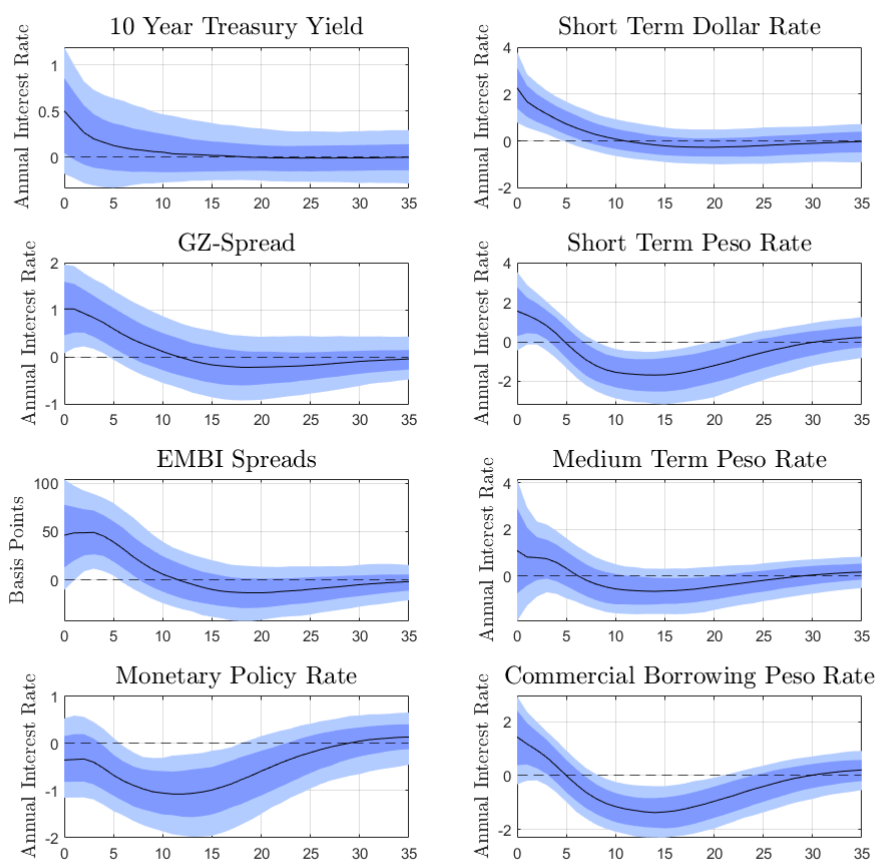 10 Year Treasury Yield
Annual Interest Rate
1
0.5
0
0 5 10 15 20 25 30 35
Short Term Dollar Rate
Annual Interest Rate
4
2
0
-2
0 5 10 15 20 25 30 35
GZ-Spread
Annual Interest Rate
2
1
0
-1
0 5 10 15 20 25 30 35
Short Term Peso Rate
Annual Interest Rate
4
2
0
-2
0 5 10 15 20 25 30 35
EMBI Spreads
Basis Points
100
50
0
0 5 10 15 20 25 30 35
Medium Term Peso Rate
Annual Interest Rate
4
2
0
0 5 10 15 20 25 30 35
Monetary Policy Rate
Annual Interest Rate
1
0
-1
-2
0 5 10 15 20 25 30 35
Commercial Borrowing Peso Rate
Annual Interest Rate
2
0
-2
0 5 10 15 20 25 30 35